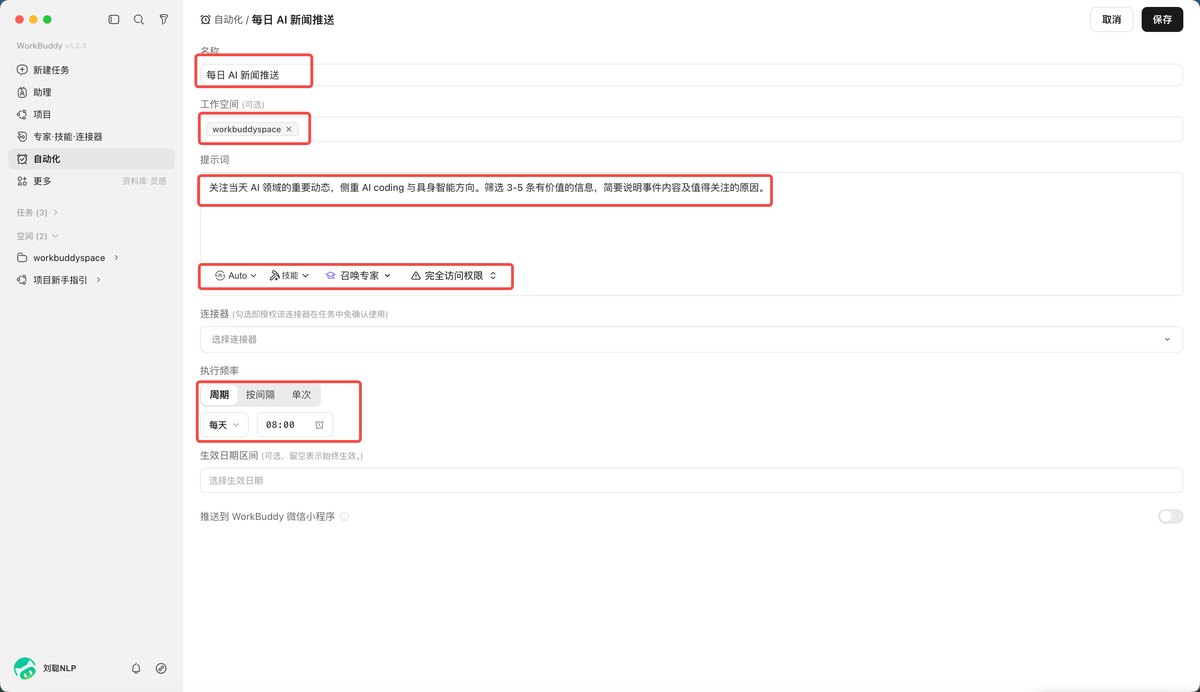 WorkBuddy v5.2.3
新建任务
助理
项目
专家·技能·连接器
自动化
更多 资料库·灵感
任务 (3)
空间 (2)
workbuddyspace
项目新手指引
刘聪NLP
自动化 / 每日 AI 新闻推送
取消
保存
名称
每日 AI 新闻推送
工作空间 (可选)
workbuddyspace ×
提示词
关注当天 AI 领域的重要动态，侧重 AI coding 与具身智能方向。筛选 3-5 条有价值的信息，简要说明事件内容及值得关注的原因。
Auto 技能 召唤专家 完全访问权限
连接器 (勾选即授权该连接器在任务中免确认使用)
选择连接器
执行频率
周期 按间隔 单次
每天 08:00
生效日期区间 (可选，留空表示始终生效。)
选择生效日期
推送到 WorkBuddy 微信小程序